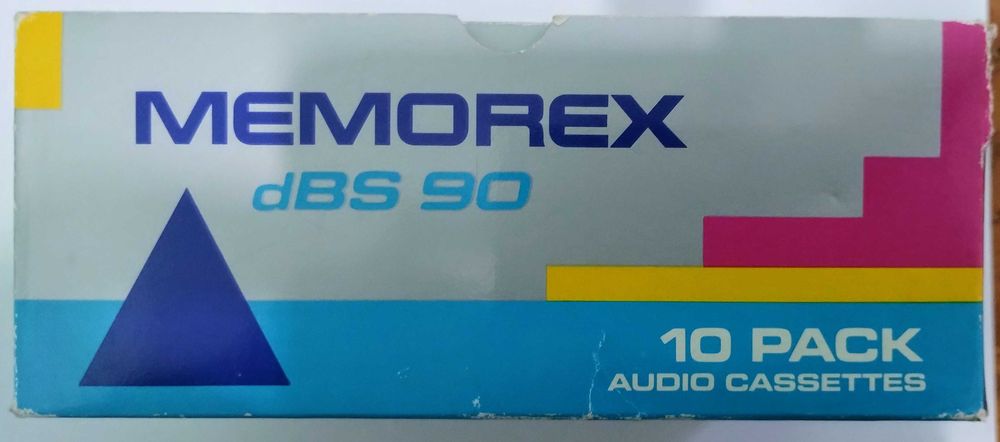 MEMOREX
dBS 90
10 PACK
AUDIO CASSETTES